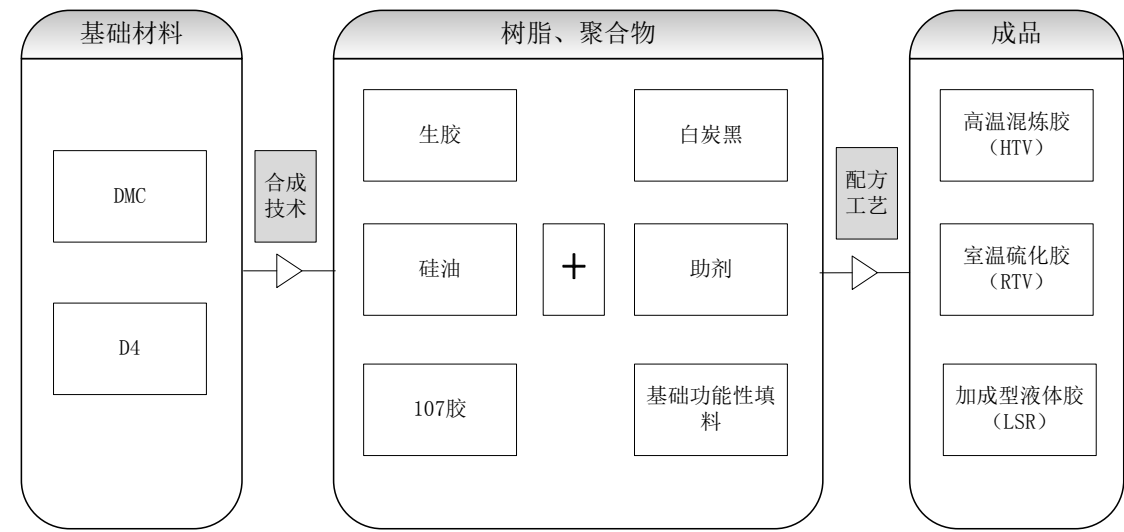 基础材料
树脂、聚合物
成品
DMC
D4
合成
技术
生胶
白炭黑
硅油
+
助剂
107胶
基础功能性填
料
配方
工艺
高温混炼胶
（HTV）
室温硫化胶
（RTV）
加成型液体胶
（LSR）